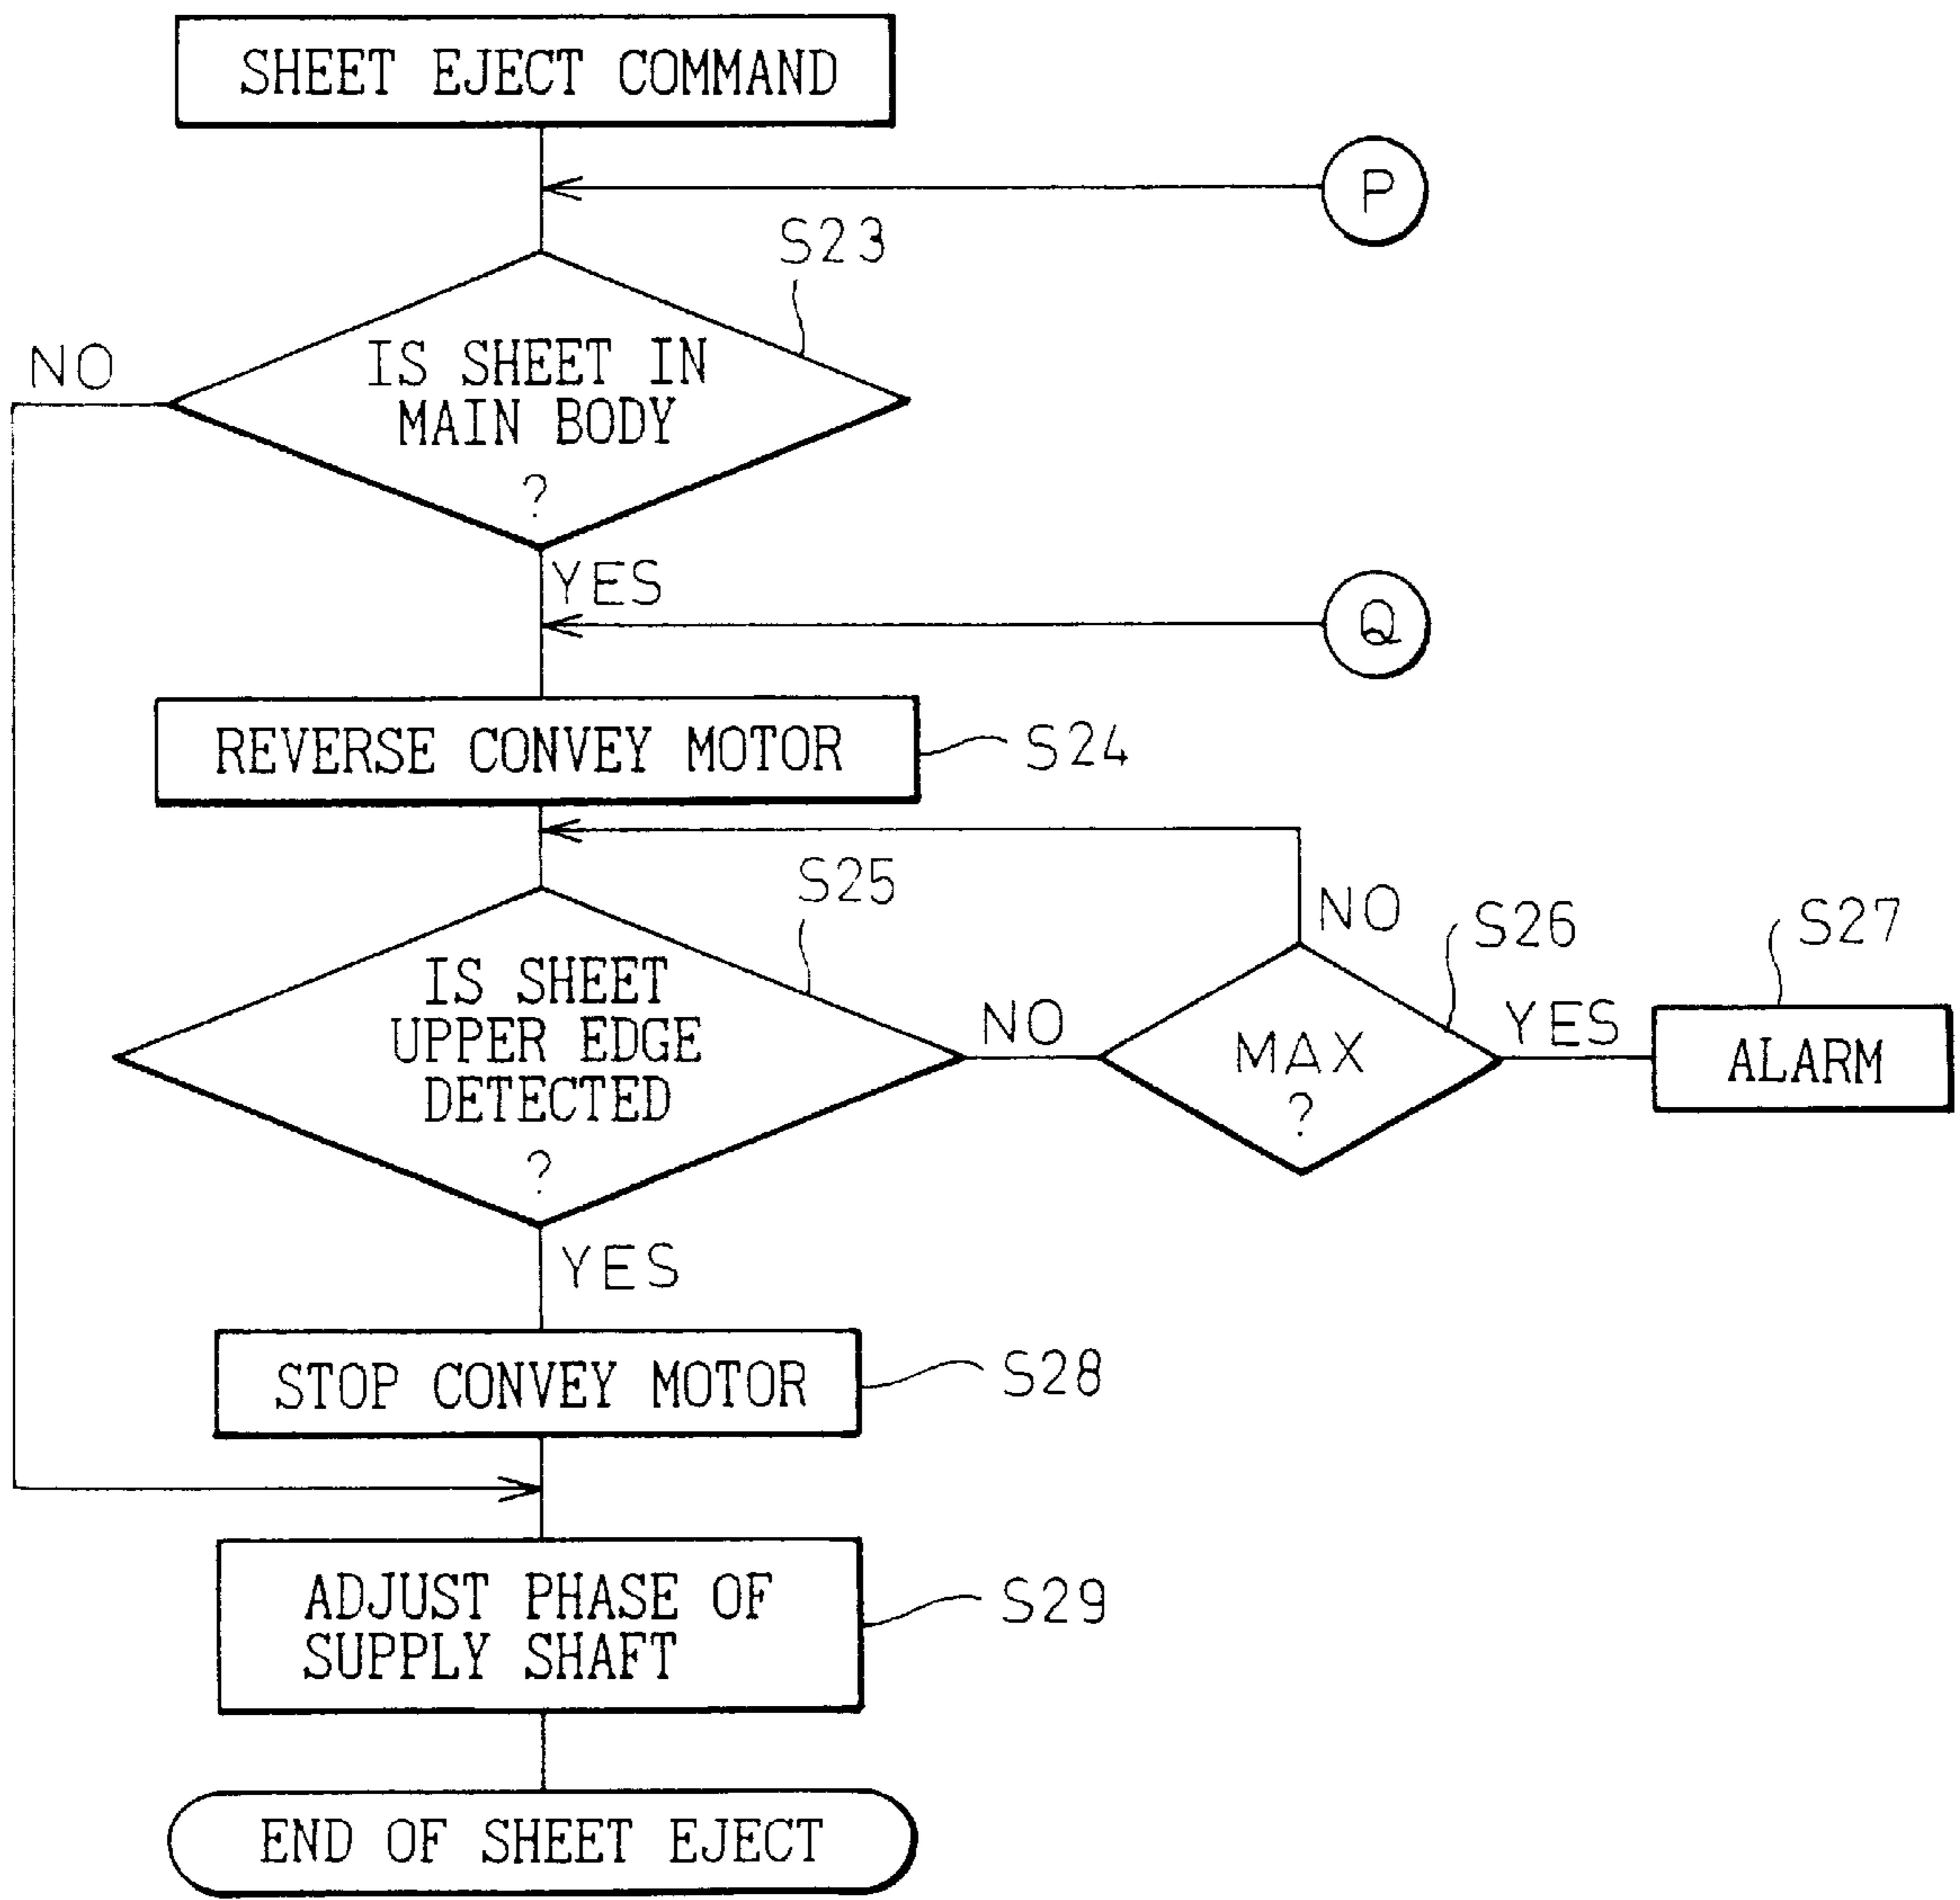 SHEET EJECT COMMAND
P
S23
NO
IS SHEET IN
MAIN BODY
?
YES
Q
REVERSE CONVEY MOTOR
S24
S25
NO
S26
S27
IS SHEET
UPPER EDGE
DETECTED
?
NO
MAX
?
YES
ALARM
YES
STOP CONVEY MOTOR
S28
ADJUST PHASE OF
SUPPLY SHAFT
S29
END OF SHEET EJECT